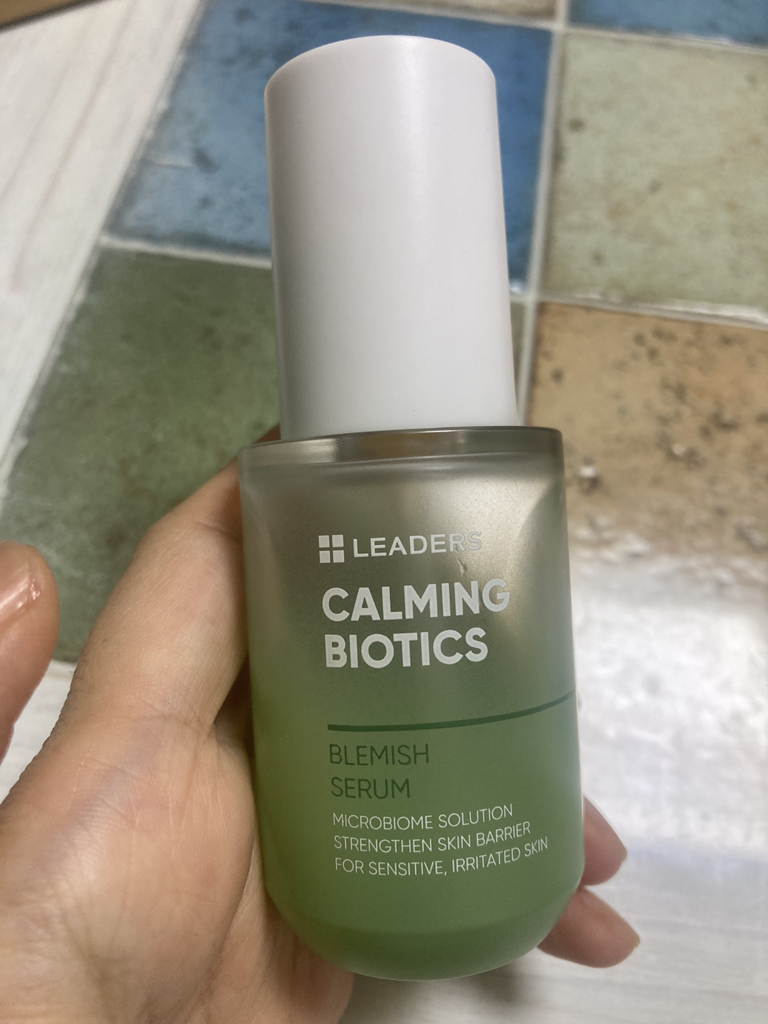 LEADERS
CALMING
BIOTICS
BLEMISH
SERUM
MICROBIOME SOLUTION
STRENGTHEN SKIN BARRIER
FOR SENSITIVE, IRRITATED SKIN